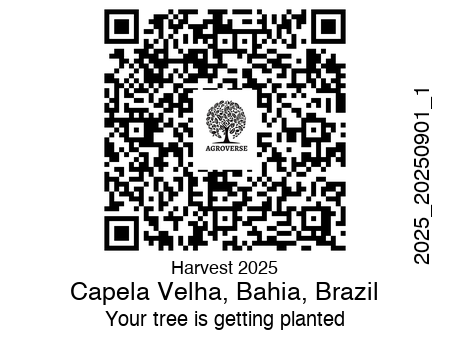 AGROVERSE
Harvest 2025
Capela Velha, Bahia, Brazil
Your tree is getting planted
2025_20250901_1